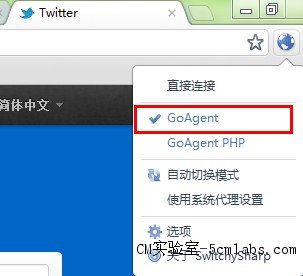 Twitter
简体中文
直接连接
GoAgent
GoAgent PHP
自动切换模式
使用系统代理设置
选项
关于 SwitchySharp
CM实验室-5cmlabs.com